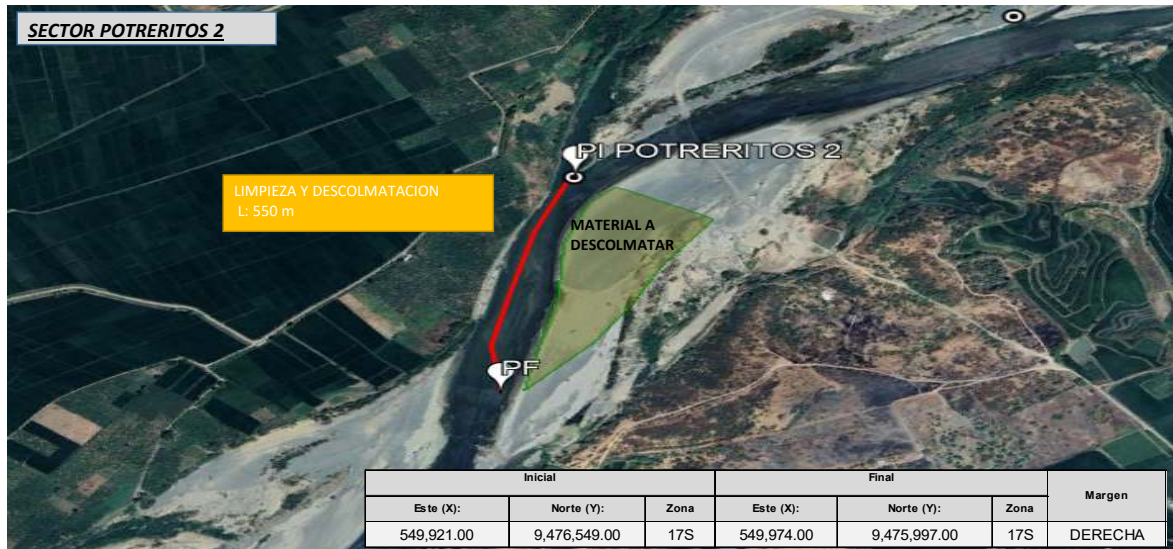 SECTOR POTRERITOS 2
PI POTRERITOS 2
LIMPIEZA Y DESCOLMATACION
L: 550 m
MATERIAL A
DESCOLMATAR
PF
Inicial Final Margen
Este (X): Norte (Y): Zona Este (X): Norte (Y): Zona
549,921.00 9,476,549.00 17S 549,974.00 9,475,997.00 17S DERECHA